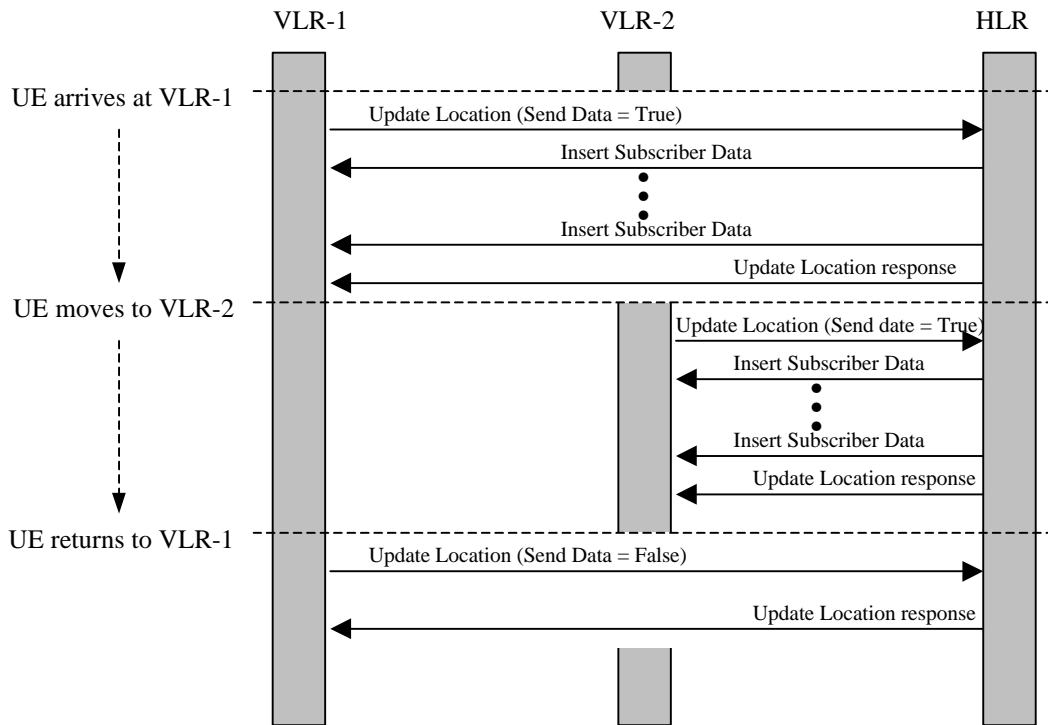 VLR-1
VLR-2
HLR
UE arrives at VLR-1
Update Location (Send Data = True)
Insert Subscriber Data
Insert Subscriber Data
Update Location response
UE moves to VLR-2
Update Location (Send date = True)
Insert Subscriber Data
Insert Subscriber Data
Update Location response
UE returns to VLR-1
Update Location (Send Data = False)
Update Location response